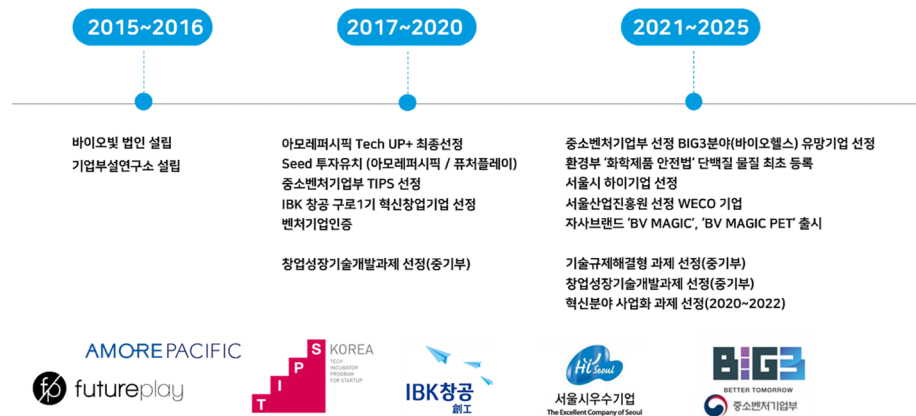 2015~2016
2017~2020
2021~2025
바이오빛 법인 설립
기업부설연구소 설립
아모레퍼시픽 Tech UP+ 최종선정
Seed 투자유치 (아모레퍼시픽 / 퓨처플레이)
중소벤처기업부 TIPS 선정
IBK 창공 구로1기 혁신창업기업 선정
벤처기업인증
창업성장기술개발과제 선정(중기부)
중소벤처기업부 선정 BIG3분야(바이오헬스) 유망기업 선정
환경부 '화학제품 안전법' 단백질 물질 최초 등록
서울시 하이기업 선정
서울산업진흥원 선정 WECO 기업
자사브랜드 'BV MAGIC', 'BV MAGIC PET' 출시
기술규제해결형 과제 선정(중기부)
창업성장기술개발과제 선정(중기부)
혁신분야 사업화 과제 선정(2020~2022)
AMOREPACIFIC
fp futureplay
TIPS
KOREA
TECH
INCUBATOR
PROGRAM
FOR STARTUP
IBK창공
創工
Hi Seoul
서울시우수기업
The Excellent Company of Seoul
BIG3
BETTER TOMORROW
중소벤처기업부